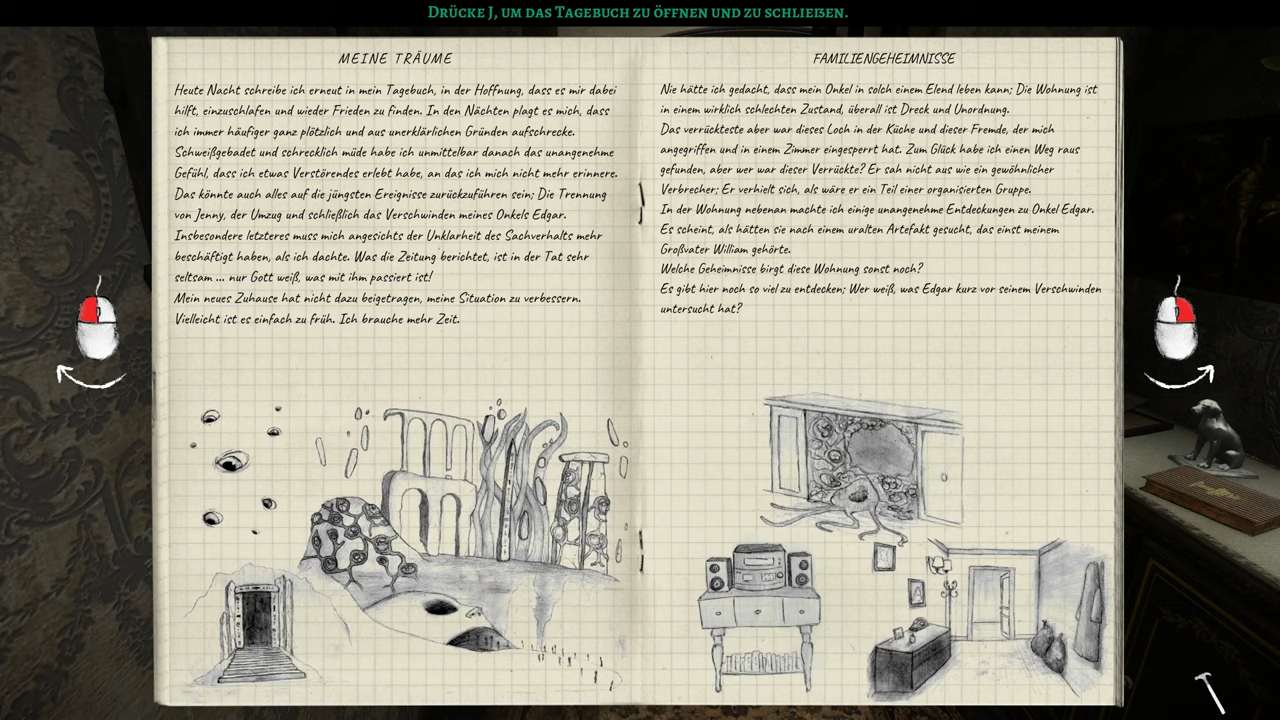 Drücke J, um das Tagebuch zu öffnen und zu schließen.
MEINE TRÄUME
Heute Nacht schreibe ich erneut in mein Tagebuch, in der Hoffnung, dass es mir dabei
hilft, einzuschlafen und wieder Frieden zu finden. In den Nächten plagt es mich, dass
ich immer häufiger ganz plötzlich und aus unerklärlichen Gründen aufschrecke.
Schweißgebadet und schrecklich müde habe ich unmittelbar danach das unangenehme
Gefühl, dass ich etwas Verstörendes erlebt habe, an das ich mich nicht mehr erinnere.
Das könnte auch alles auf die jüngsten Ereignisse zurückzuführen sein; Die Trennung
von Jenny, der Umzug und schließlich das Verschwinden meines Onkels Edgar.
Insbesondere letzteres muss mich angesichts der Unklarheit des Sachverhalts mehr
beschäftigt haben, als ich dachte. Was die Zeitung berichtet, ist in der Tat sehr
seltsam ... nur Gott weiß, was mit ihm passiert ist!
Mein neues Zuhause hat nicht dazu beigetragen, meine Situation zu verbessern.
Vielleicht ist es einfach zu früh. Ich brauche mehr Zeit.
FAMILIENGEHEIMNISSE
Nie hätte ich gedacht, dass mein Onkel in solch einem Elend leben kann; Die Wohnung ist
in einem wirklich schlechten Zustand, überall ist Dreck und Unordnung.
Das verrückteste aber war dieses Loch in der Küche und dieser Fremde, der mich
angegriffen und in einem Zimmer eingesperrt hat. Zum Glück habe ich einen Weg raus
gefunden, aber wer war dieser Verrückte? Er sah nicht aus wie ein gewöhnlicher
Verbrecher; Er verhielt sich, als wäre er ein Teil einer organisierten Gruppe.
In der Wohnung nebenan machte ich einige unangenehme Entdeckungen zu Onkel Edgar.
Es scheint, als hätten sie nach einem uralten Artefakt gesucht, das einst meinem
Großvater William gehörte.
Welche Geheimnisse birgt diese Wohnung sonst noch?
Es gibt hier noch so viel zu entdecken; Wer weiß, was Edgar kurz vor seinem Verschwinden
untersucht hat?